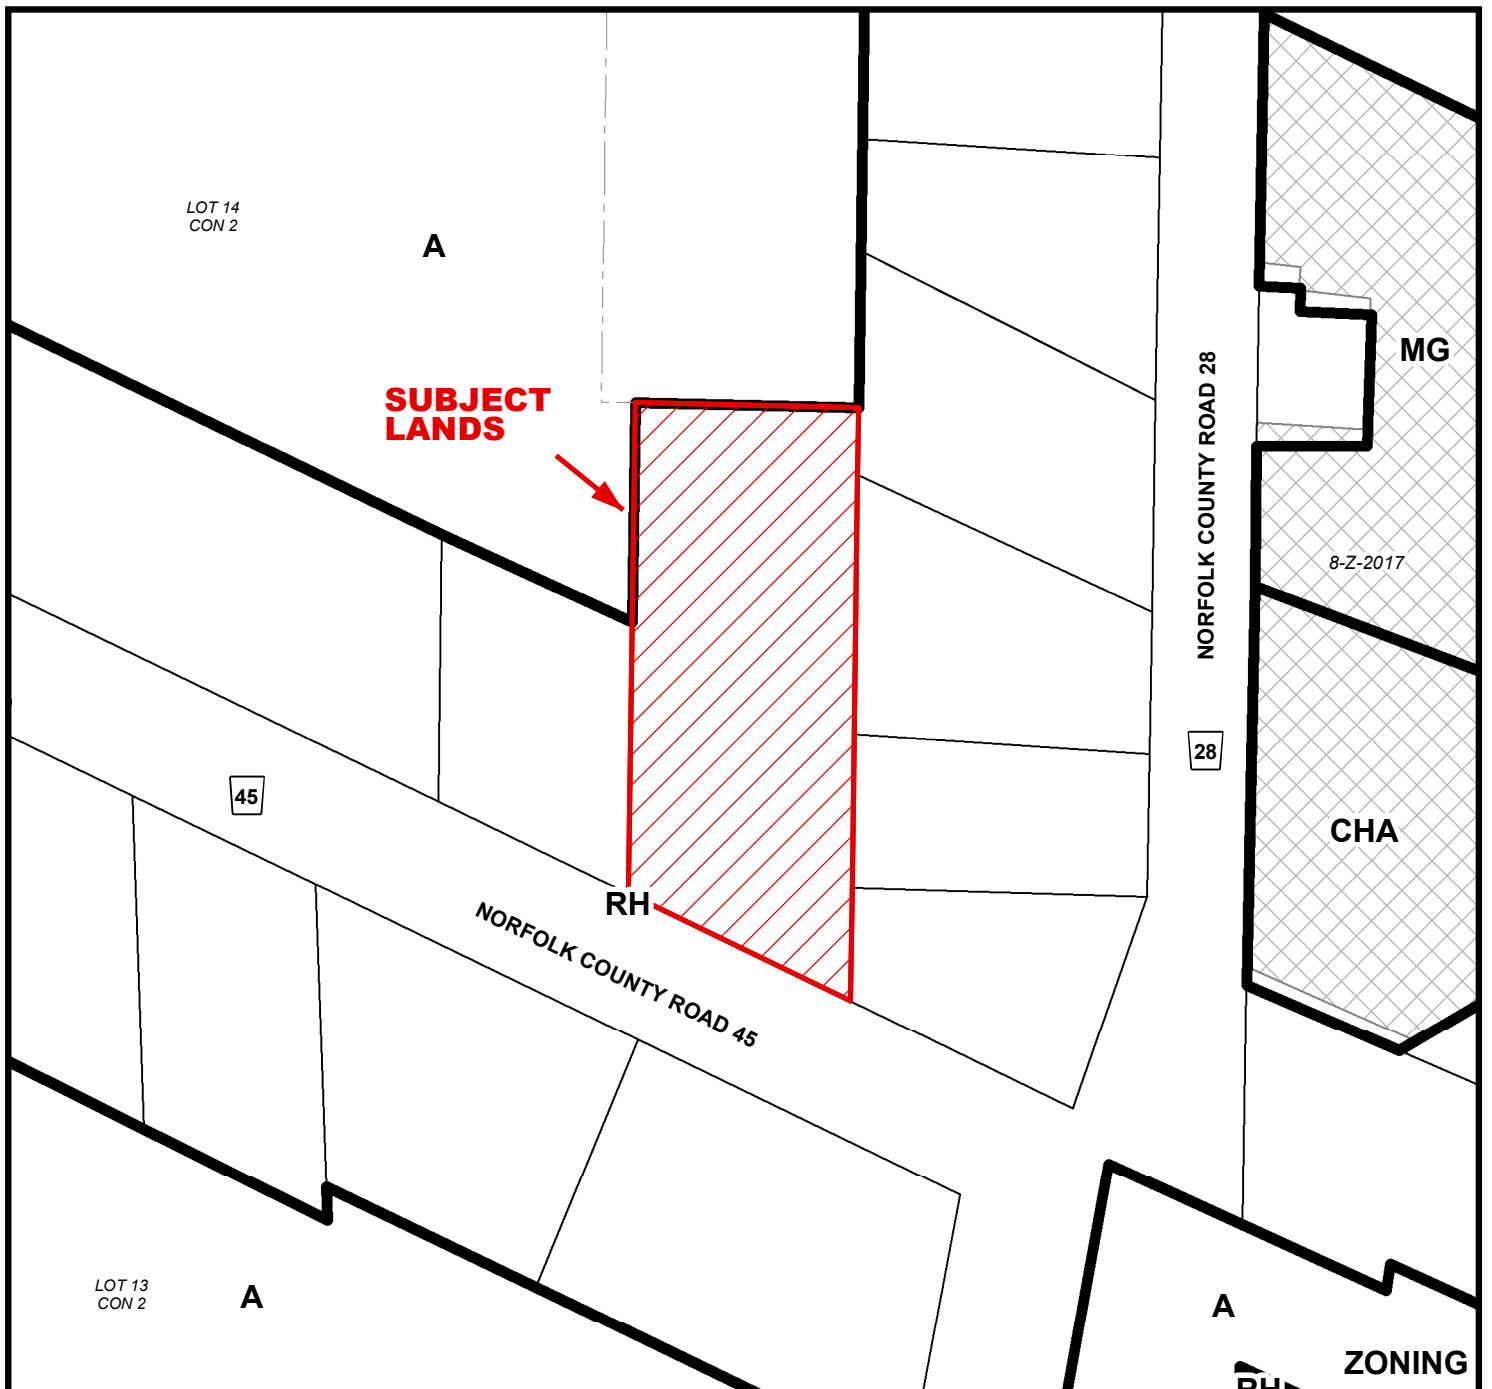 LOT 14
CON 2
A
SUBJECT
LANDS
NORFOLK COUNTY ROAD 28
MG
8-Z-2017
28
45
CHA
RH
NORFOLK COUNTY ROAD 45
LOT 13
CON 2
A
A
ZONING
RH